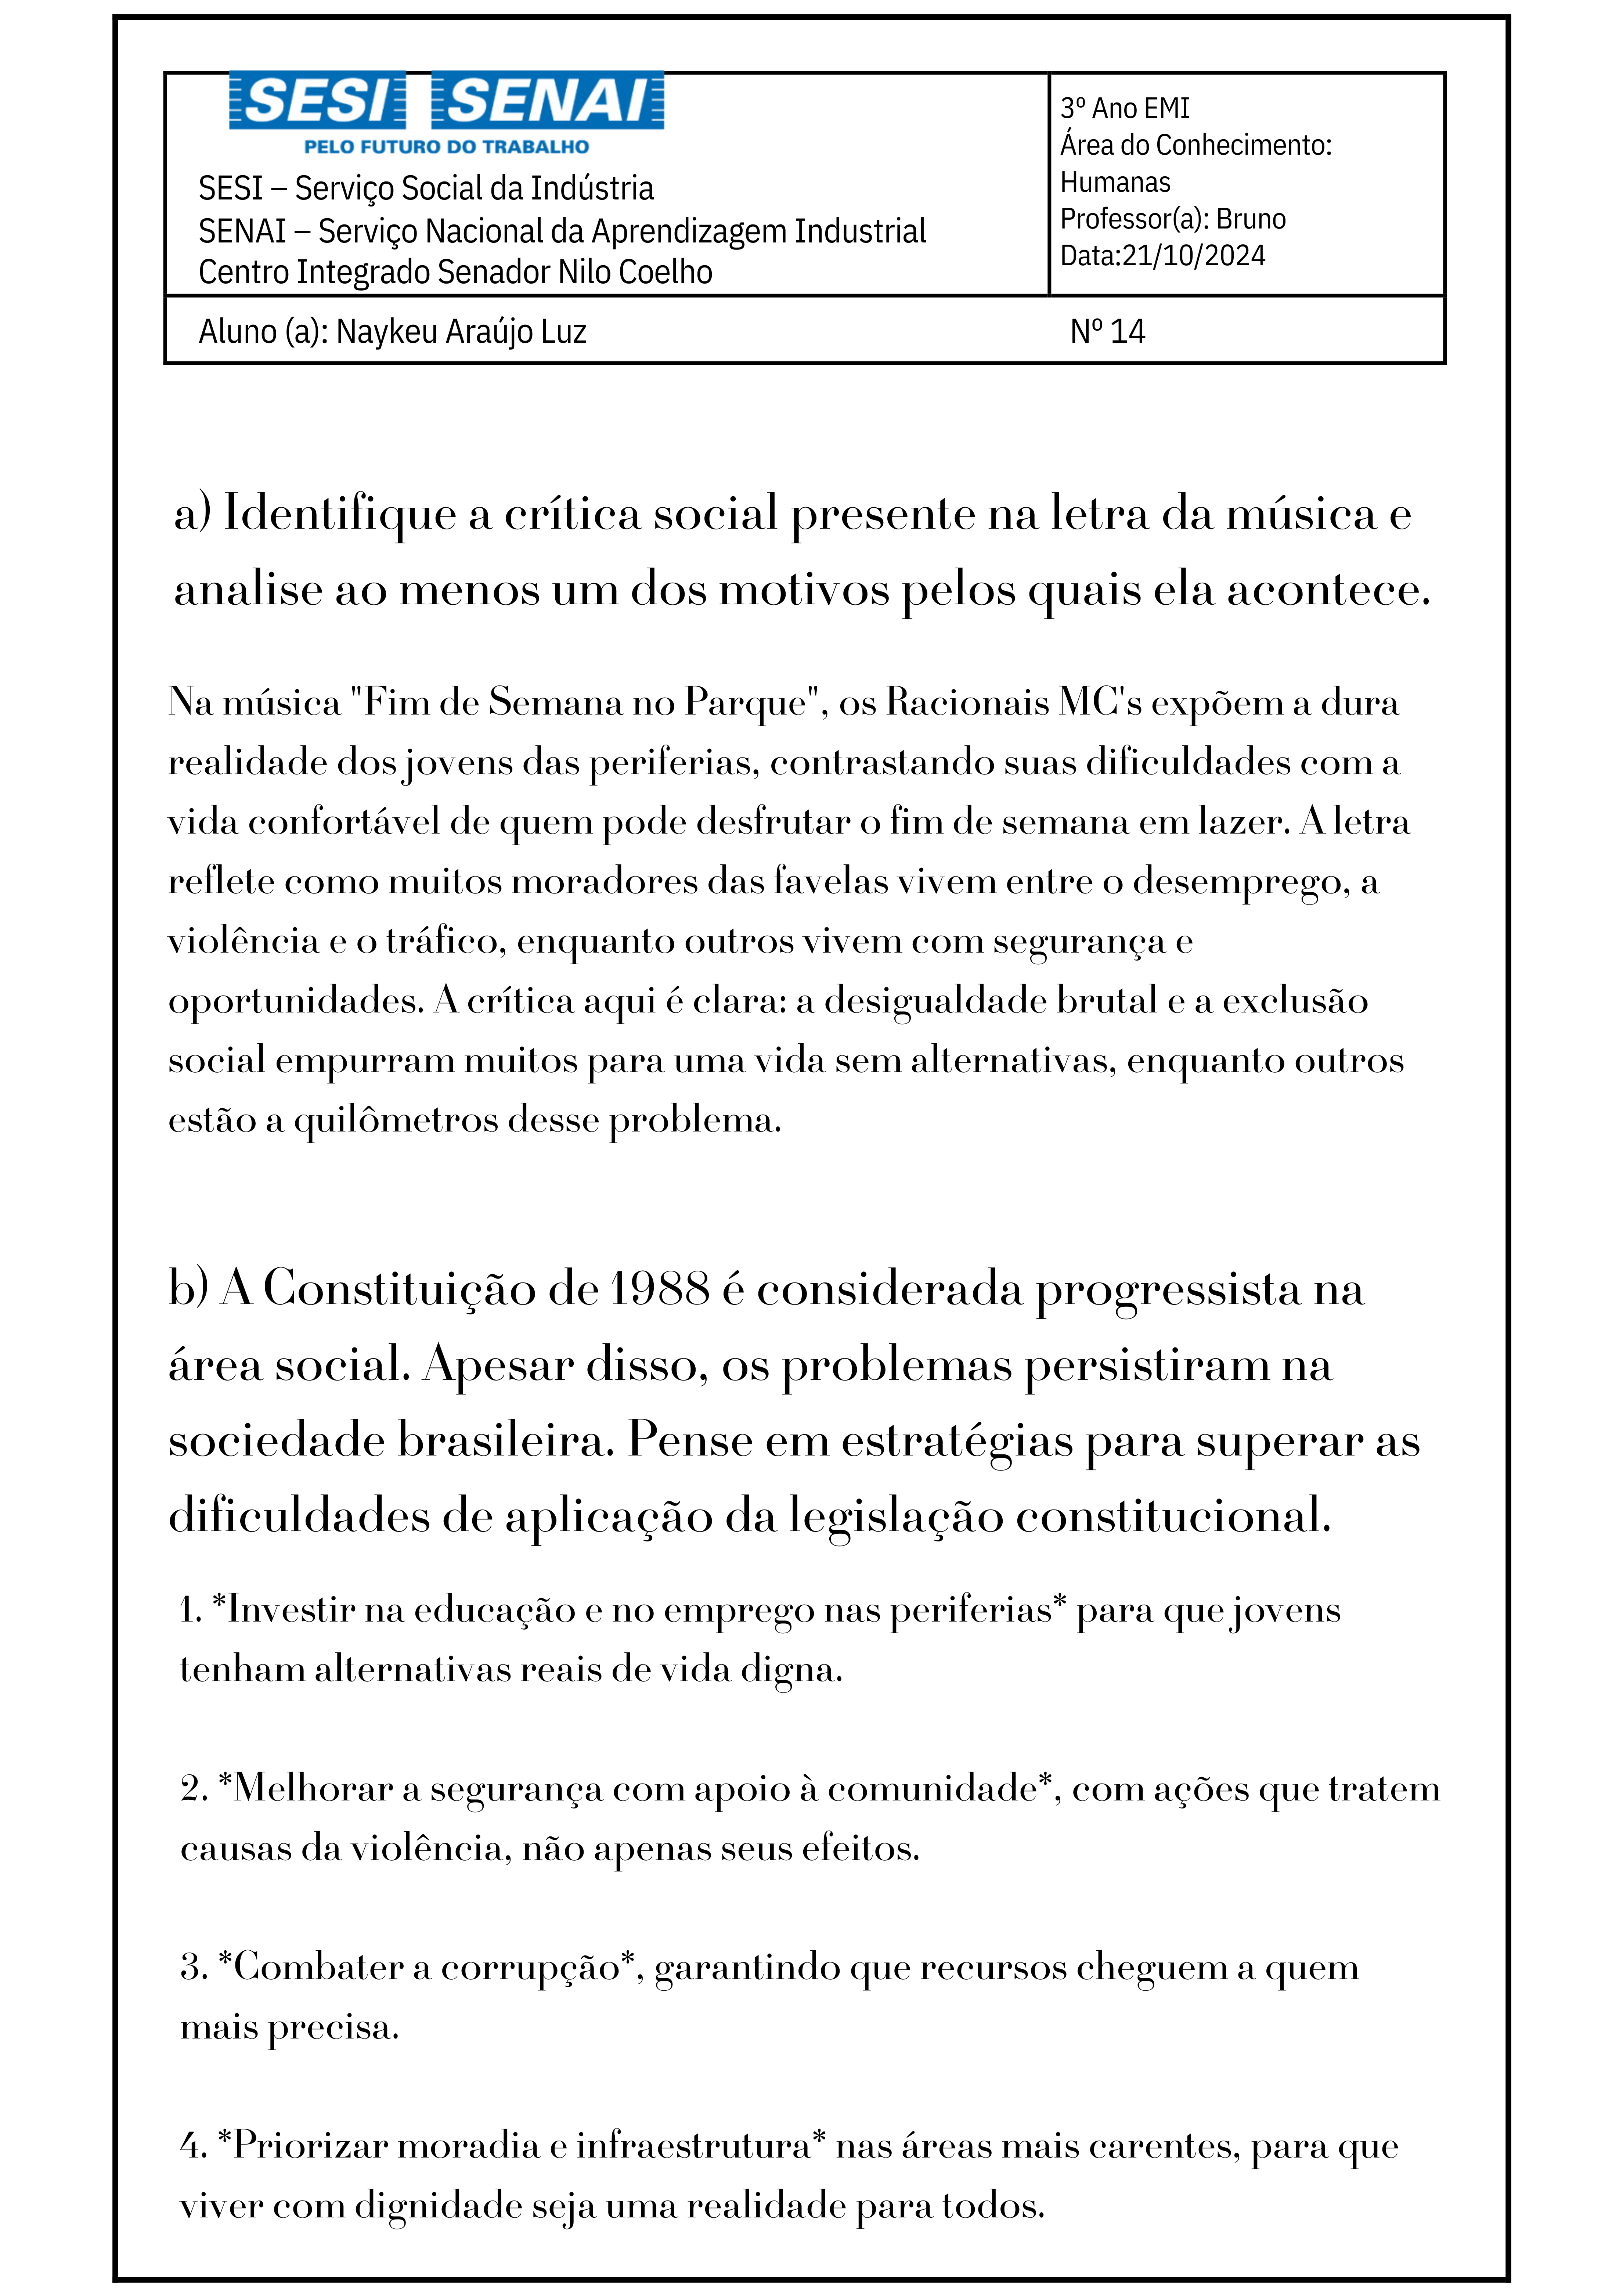 SESI SENAI
PELO FUTURO DO TRABALHO
SESI – Serviço Social da Indústria
SENAI – Serviço Nacional da Aprendizagem Industrial
Centro Integrado Senador Nilo Coelho
3º Ano EMI
Área do Conhecimento:
Humanas
Professor(a): Bruno
Data:21/10/2024
Aluno (a): Naykeu Araújo Luz
Nº 14
a) Identifique a crítica social presente na letra da música e
analise ao menos um dos motivos pelos quais ela acontece.
Na música "Fim de Semana no Parque", os Racionais MC's expõem a dura
realidade dos jovens das periferias, contrastando suas dificuldades com a
vida confortável de quem pode desfrutar o fim de semana em lazer. A letra
reflete como muitos moradores das favelas vivem entre o desemprego, a
violência e o tráfico, enquanto outros vivem com segurança e
oportunidades. A crítica aqui é clara: a desigualdade brutal e a exclusão
social empurram muitos para uma vida sem alternativas, enquanto outros
estão a quilômetros desse problema.
b) A Constituição de 1988 é considerada progressista na
área social. Apesar disso, os problemas persistiram na
sociedade brasileira. Pense em estratégias para superar as
dificuldades de aplicação da legislação constitucional.
1. *Investir na educação e no emprego nas periferias* para que jovens
tenham alternativas reais de vida digna.
2. *Melhorar a segurança com apoio à comunidade*, com ações que tratem
causas da violência, não apenas seus efeitos.
3. *Combater a corrupção*, garantindo que recursos cheguem a quem
mais precisa.
4. *Priorizar moradia e infraestrutura* nas áreas mais carentes, para que
viver com dignidade seja uma realidade para todos.